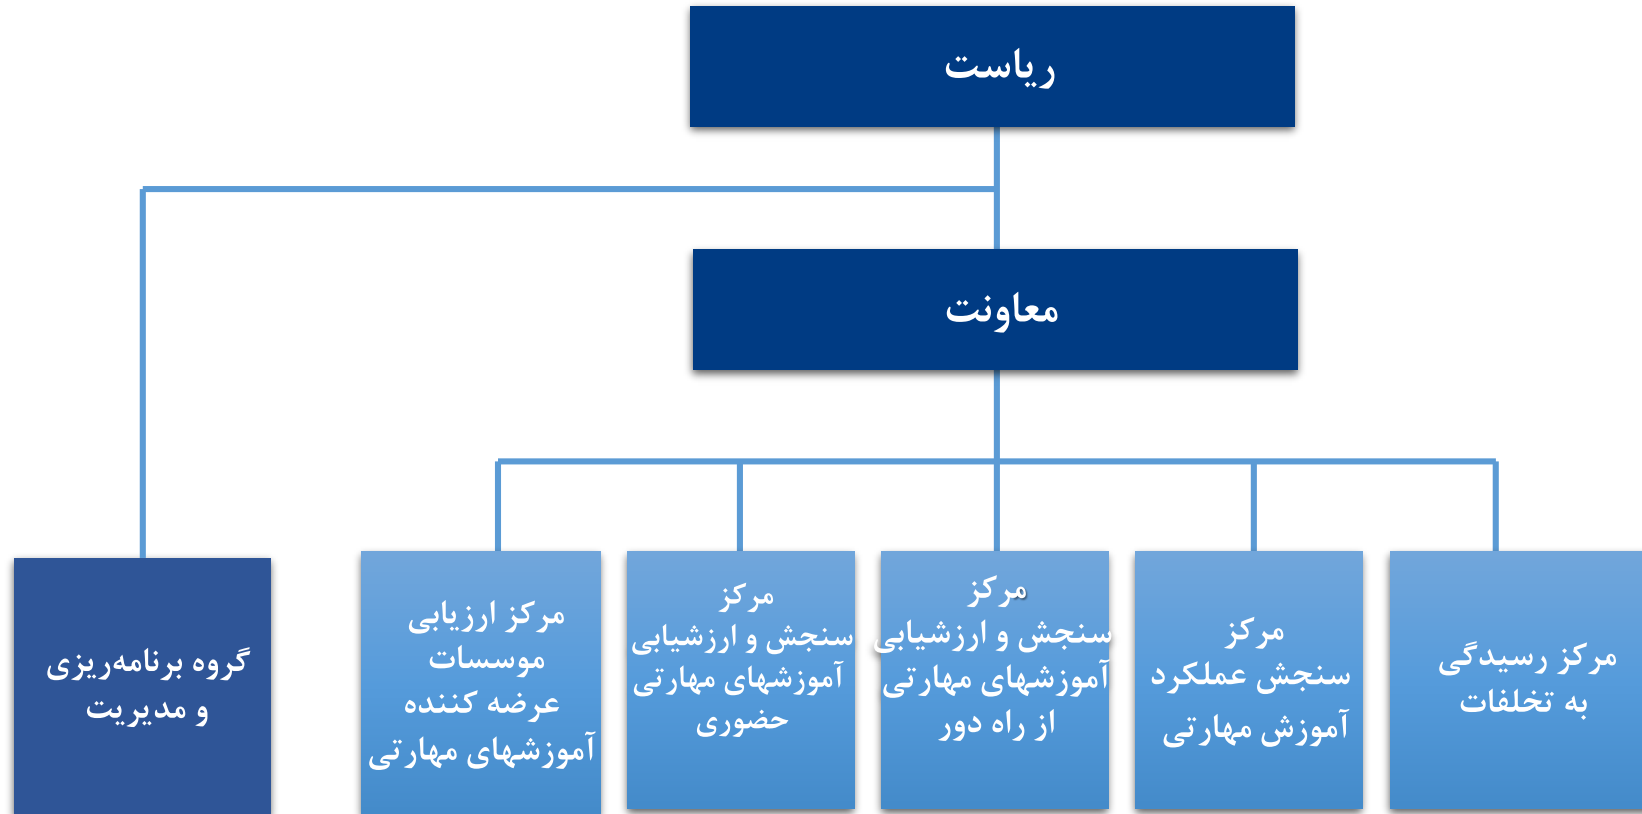 ریاست
معاونت
مرکز رسیدگی
به تخلفات
مرکز
سنجش عملکرد
آموزش مهارتی
مرکز
سنجش و ارزشیابی
آموزشهای مهارتی
از راه دور
مرکز
سنجش و ارزشیابی
آموزشهای مهارتی
حضوری
مرکز ارزیابی
موسسات
عرضه کننده
آموزشهای مهارتی
گروه برنامه‌ریزی
و مدیریت